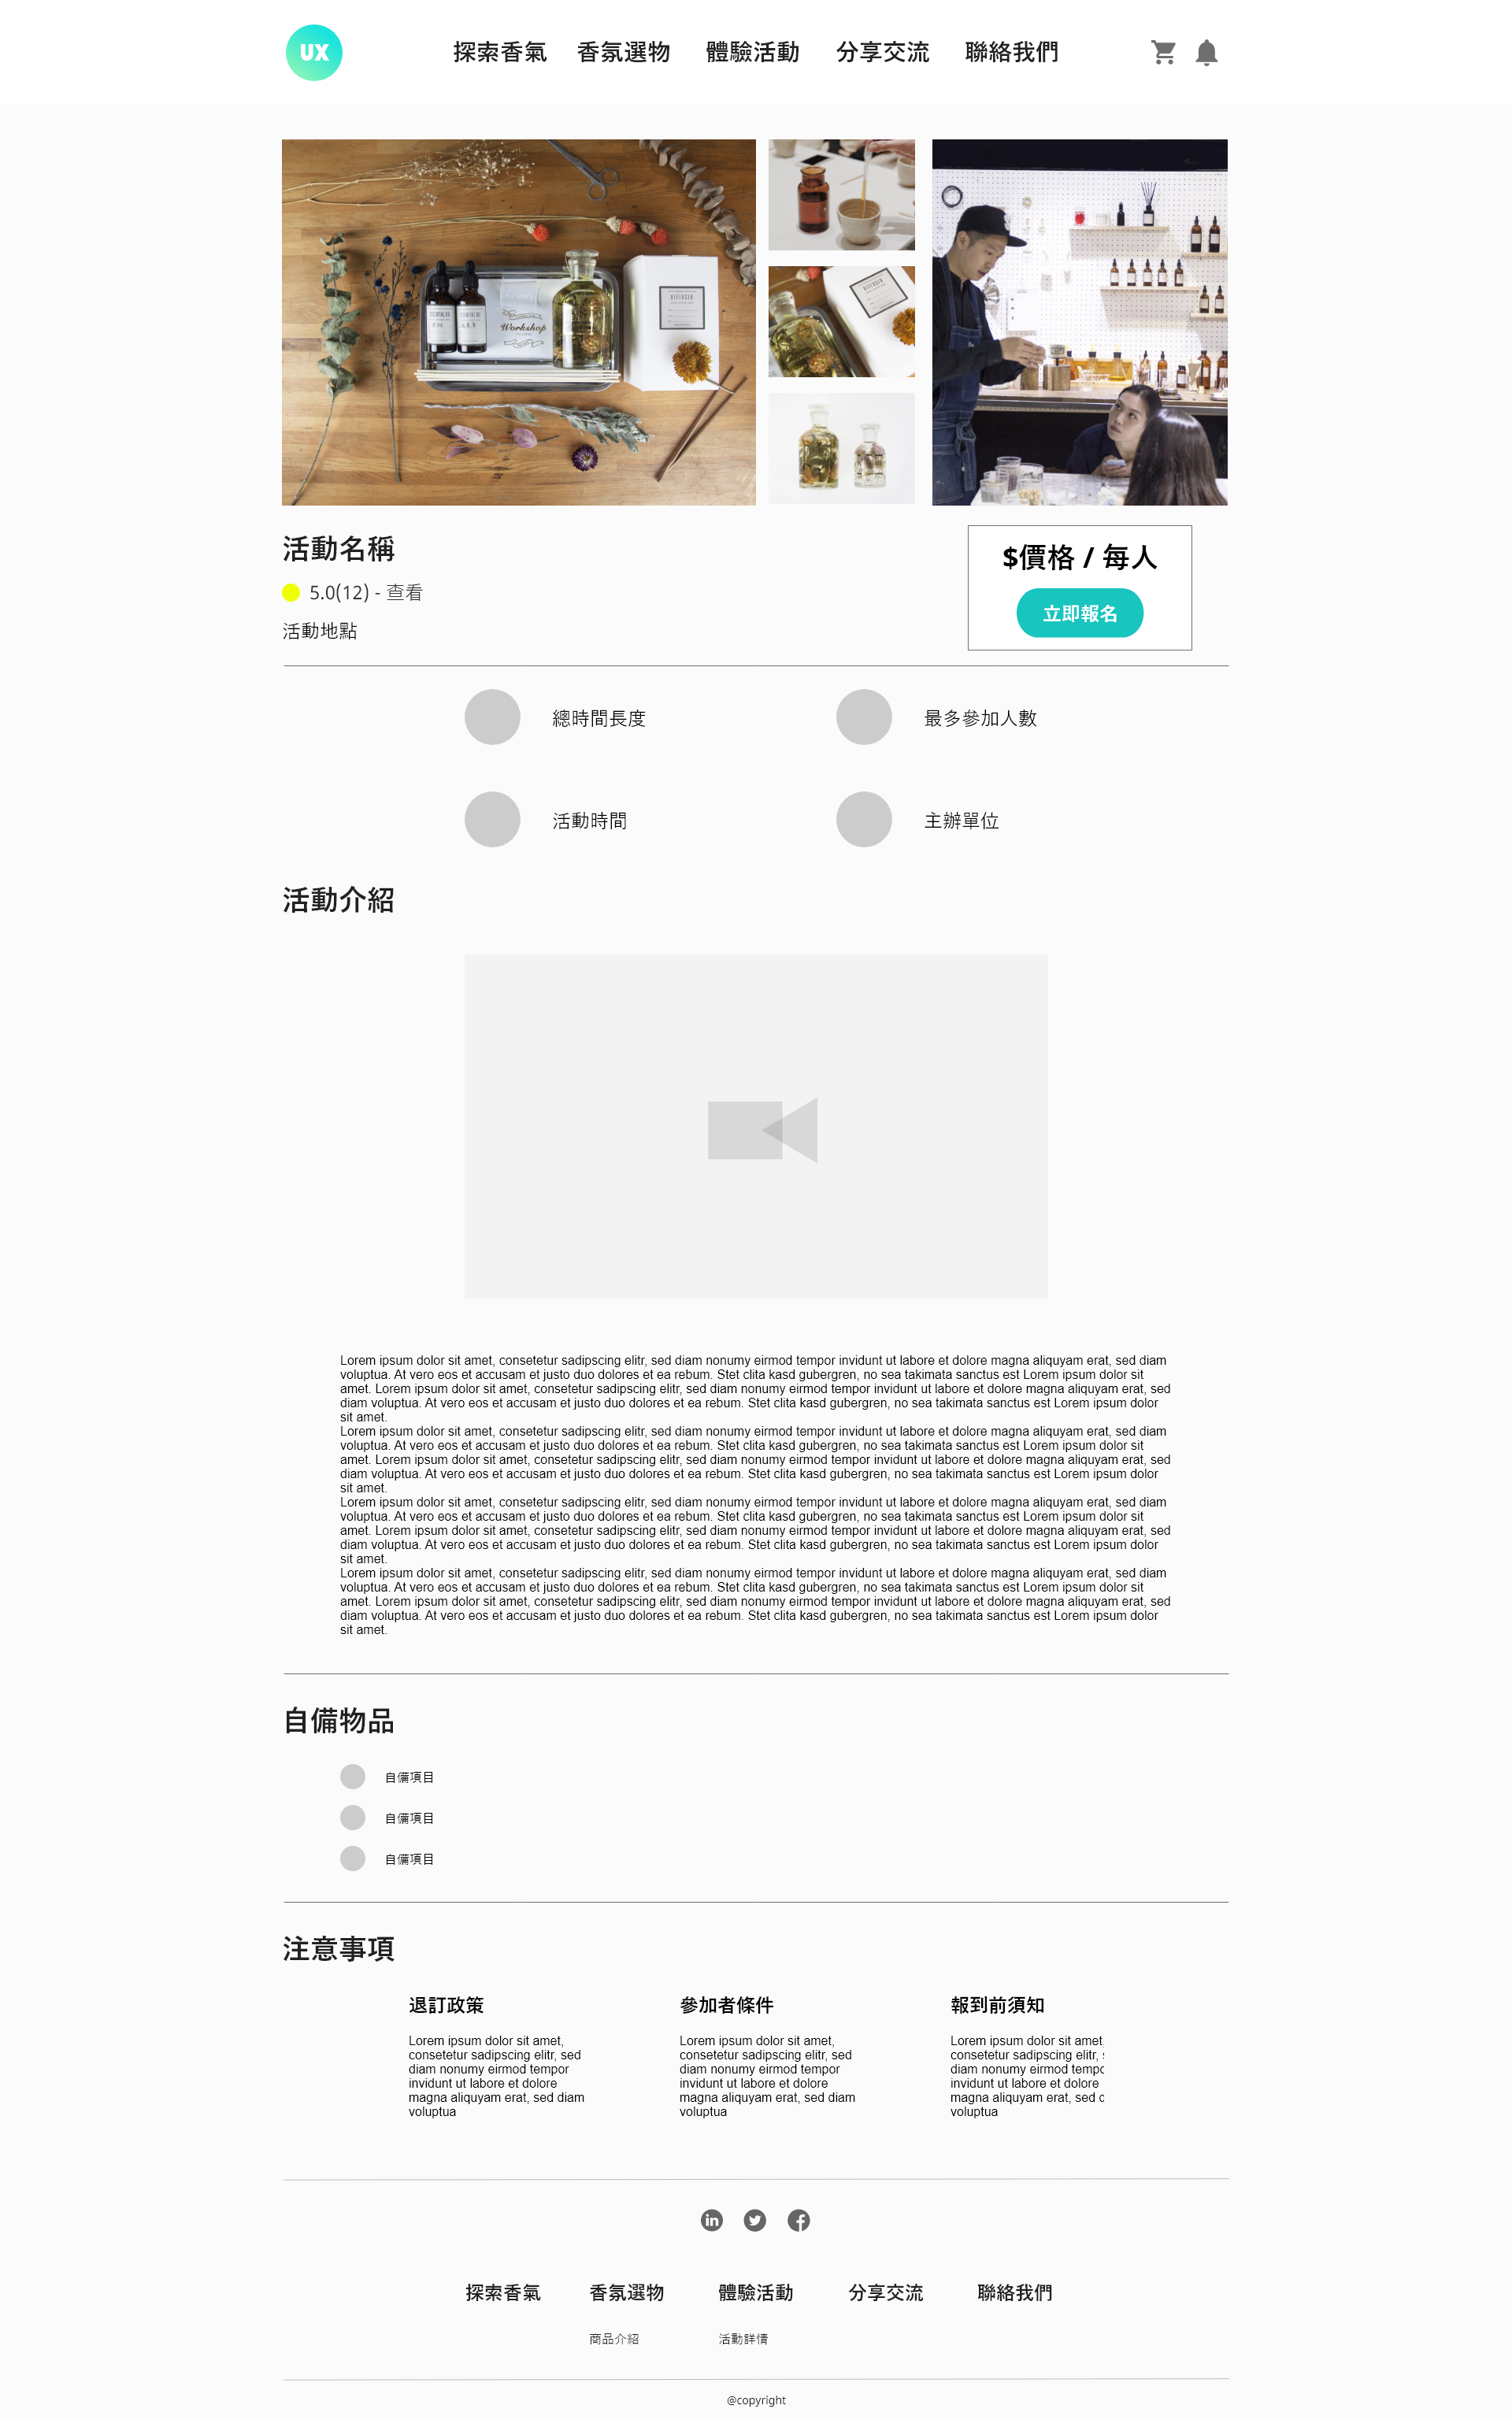 UX
探索香氣
香氛選物
體驗活動
分享交流
聯絡我們
Workshop
DIFFUSER
DIFFUSER
活動名稱
5.0(12) - 查看
活動地點
$價格 / 每人
立即報名
總時間長度
最多參加人數
活動時間
主辦單位
活動介紹
Lorem ipsum dolor sit amet, consetetur sadipscing elitr, sed diam nonumy eirmod tempor invidunt ut labore et dolore magna aliquyam erat, sed diam
voluptua. At vero eos et accusam et justo duo dolores et ea rebum. Stet clita kasd gubergren, no sea takimata sanctus est Lorem ipsum dolor sit
amet. Lorem ipsum dolor sit amet, consetetur sadipscing elitr, sed diam nonumy eirmod tempor invidunt ut labore et dolore magna aliquyam erat, sed
diam voluptua. At vero eos et accusam et justo duo dolores et ea rebum. Stet clita kasd gubergren, no sea takimata sanctus est Lorem ipsum dolor
sit amet.
Lorem ipsum dolor sit amet, consetetur sadipscing elitr, sed diam nonumy eirmod tempor invidunt ut labore et dolore magna aliquyam erat, sed diam
voluptua. At vero eos et accusam et justo duo dolores et ea rebum. Stet clita kasd gubergren, no sea takimata sanctus est Lorem ipsum dolor sit
amet. Lorem ipsum dolor sit amet, consetetur sadipscing elitr, sed diam nonumy eirmod tempor invidunt ut labore et dolore magna aliquyam erat, sed
diam voluptua. At vero eos et accusam et justo duo dolores et ea rebum. Stet clita kasd gubergren, no sea takimata sanctus est Lorem ipsum dolor
sit amet.
Lorem ipsum dolor sit amet, consetetur sadipscing elitr, sed diam nonumy eirmod tempor invidunt ut labore et dolore magna aliquyam erat, sed diam
voluptua. At vero eos et accusam et justo duo dolores et ea rebum. Stet clita kasd gubergren, no sea takimata sanctus est Lorem ipsum dolor sit
amet. Lorem ipsum dolor sit amet, consetetur sadipscing elitr, sed diam nonumy eirmod tempor invidunt ut labore et dolore magna aliquyam erat, sed
diam voluptua. At vero eos et accusam et justo duo dolores et ea rebum. Stet clita kasd gubergren, no sea takimata sanctus est Lorem ipsum dolor
sit amet.
Lorem ipsum dolor sit amet, consetetur sadipscing elitr, sed diam nonumy eirmod tempor invidunt ut labore et dolore magna aliquyam erat, sed diam
voluptua. At vero eos et accusam et justo duo dolores et ea rebum. Stet clita kasd gubergren, no sea takimata sanctus est Lorem ipsum dolor sit
amet. Lorem ipsum dolor sit amet, consetetur sadipscing elitr, sed diam nonumy eirmod tempor invidunt ut labore et dolore magna aliquyam erat, sed
diam voluptua. At vero eos et accusam et justo duo dolores et ea rebum. Stet clita kasd gubergren, no sea takimata sanctus est Lorem ipsum dolor
sit amet.
自備物品
自備項目
自備項目
自備項目
注意事項
退訂政策
Lorem ipsum dolor sit amet,
consetetur sadipscing elitr, sed
diam nonumy eirmod tempor
invidunt ut labore et dolore
magna aliquyam erat, sed diam
voluptua
參加者條件
Lorem ipsum dolor sit amet,
consetetur sadipscing elitr, sed
diam nonumy eirmod tempor
invidunt ut labore et dolore
magna aliquyam erat, sed diam
voluptua
報到前須知
Lorem ipsum dolor sit amet
consetetur sadipscing elitr,
diam nonumy eirmod
invidunt ut labore et dolore
magna aliquyam erat, sed
voluptua
探索香氣
香氛選物
體驗活動
分享交流
聯絡我們
商品介紹
活動詳情
@copyright